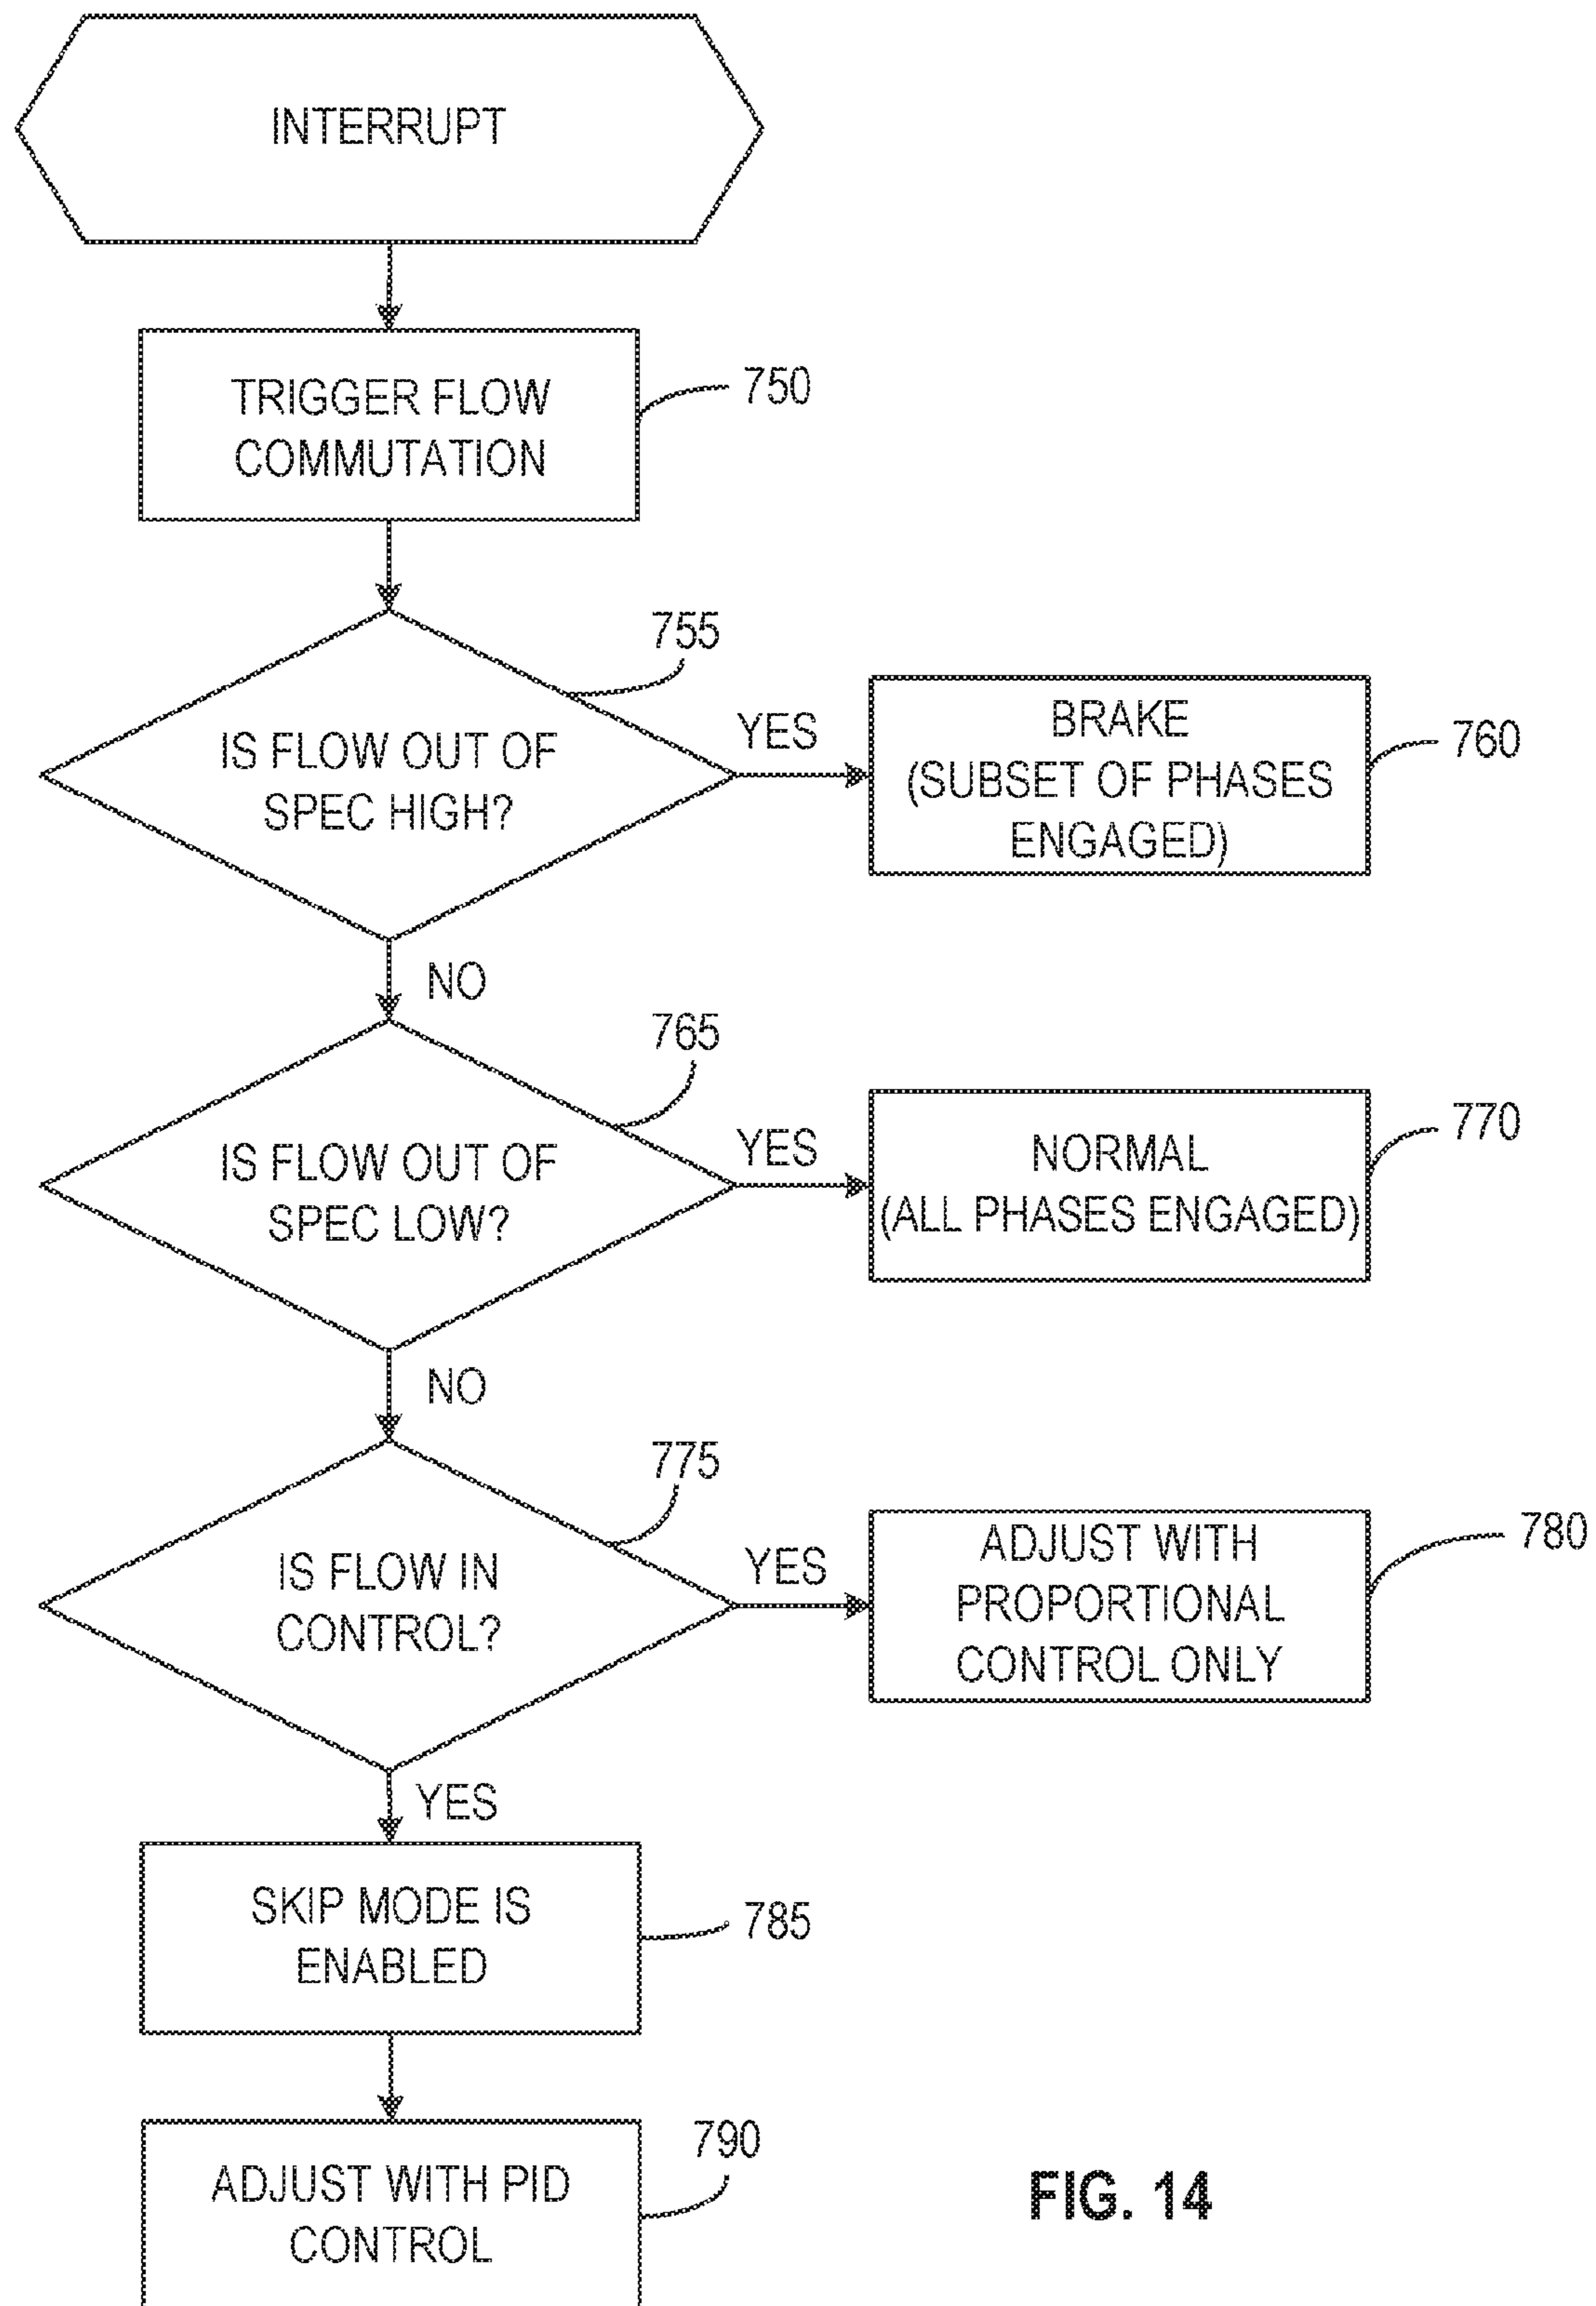 INTERRUPT
TRIGGER FLOW
COMMUTATION
750
755
IS FLOW OUT OF
SPEC HIGH?
YES
BRAKE
(SUBSET OF PHASES
ENGAGED)
760
NO
765
IS FLOW OUT OF
SPEC LOW?
YES
NORMAL
(ALL PHASES ENGAGED)
770
NO
775
IS FLOW IN
CONTROL?
YES
ADJUST WITH
PROPORTIONAL
CONTROL ONLY
780
YES
SKIP MODE IS
ENABLED
785
790
ADJUST WITH PID
CONTROL
FIG. 14